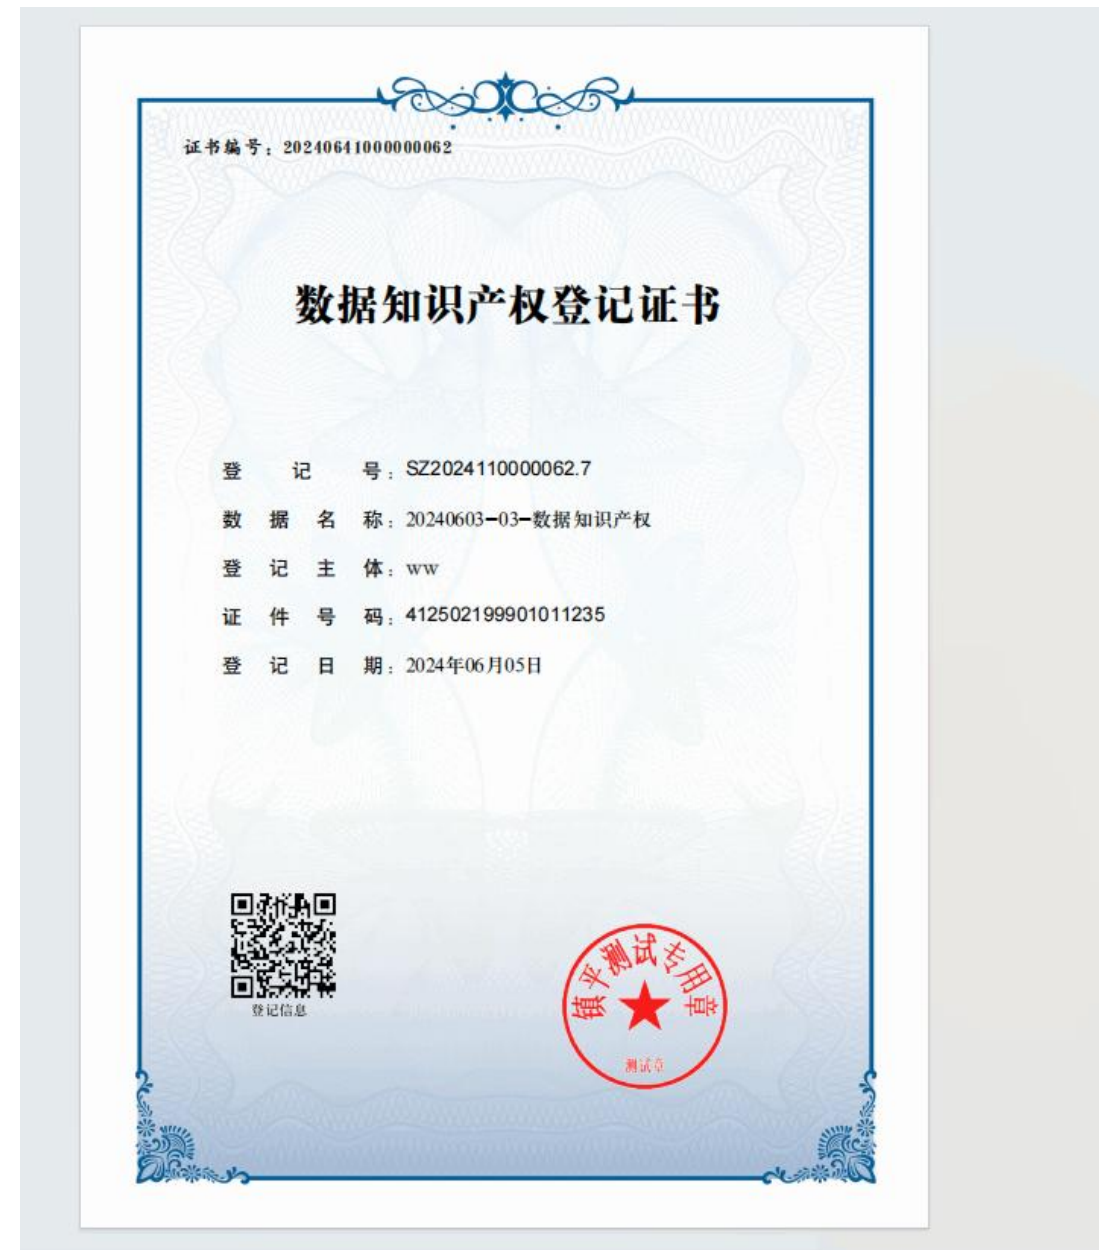 证书编号：20240641000000062
数据知识产权登记证书
登记号：SZ2024110000062.7
数据名称：20240603-03-数据知识产权
登记主体：ww
证件号码：412502199901011235
登记日期：2024年06月05日
登记信息
镇平测试专用章
测试章